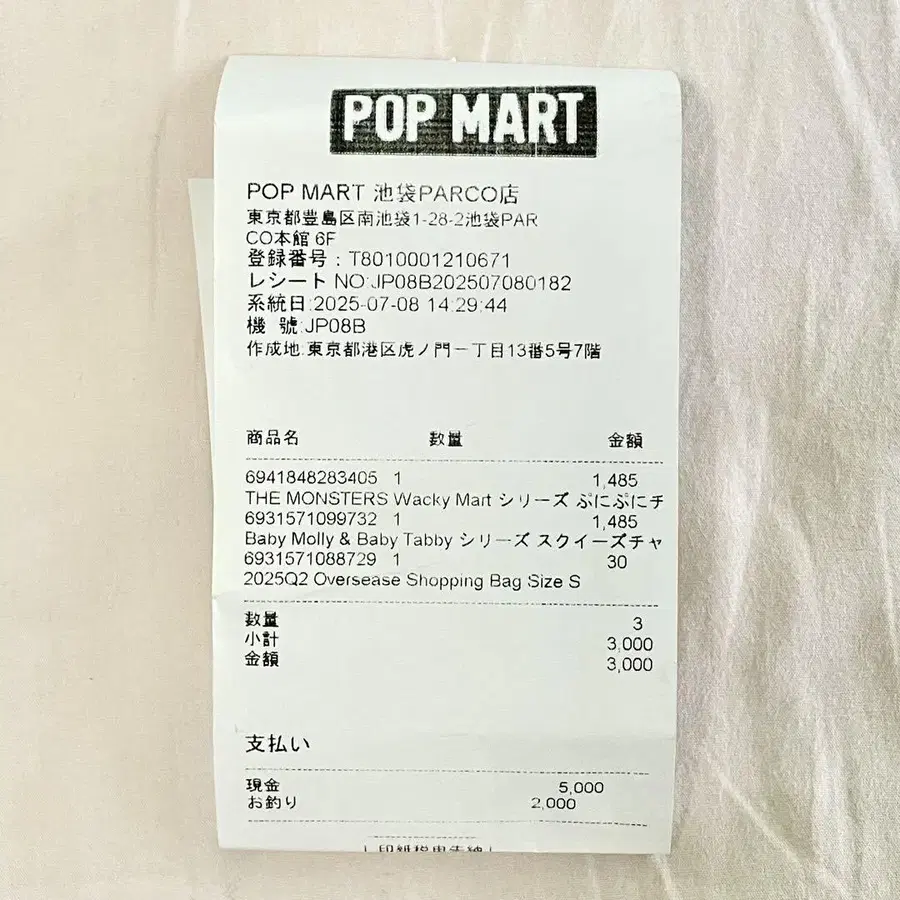 POP MART
POP MART 池袋PARCO店
東京都豊島区南池袋1-28-2池袋PAR
CO本館 6F
登録番号：T8010001210671
レシート NO:JP08B202507080182
系統日:2025-07-08 14:29:44
機 號:JP08B
作成地:東京都港区虎ノ門一丁目13番5号7階
商品名 数量 金額
6941848283405 1 1,485
THE MONSTERS Wacky Mart シリーズ ぷにぷにチ
6931571099732 1 1,485
Baby Molly & Baby Tabby シリーズ スクイーズチャ
6931571088729 1 30
2025Q2 Oversease Shopping Bag Size S
数量 3
小計 3,000
金額 3,000
支払い
現金 5,000
お釣り 2,000